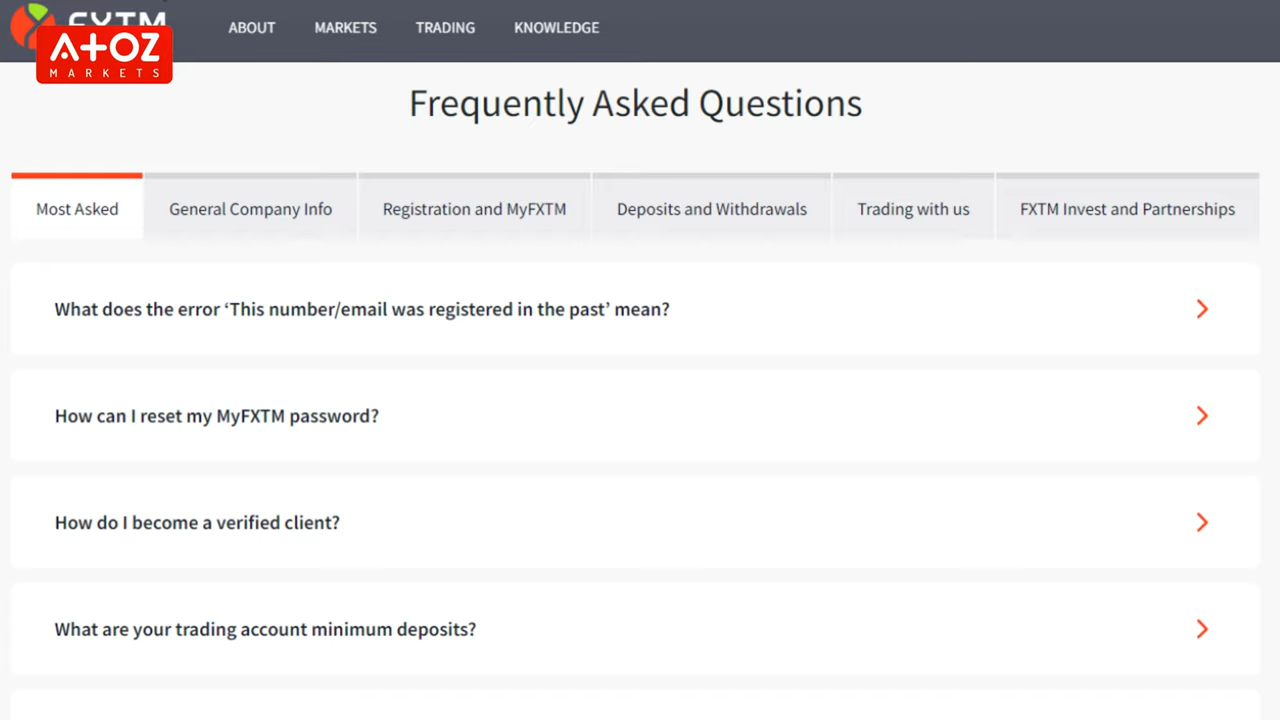 FXTM
A+OZ
MARKETS
ABOUT
MARKETS
TRADING
KNOWLEDGE
Frequently Asked Questions
Most Asked
General Company Info
Registration and MyFXTM
Deposits and Withdrawals
Trading with us
FXTM Invest and Partnerships
What does the error ‘This number/email was registered in the past’ mean?
How can I reset my MyFXTM password?
How do I become a verified client?
What are your trading account minimum deposits?